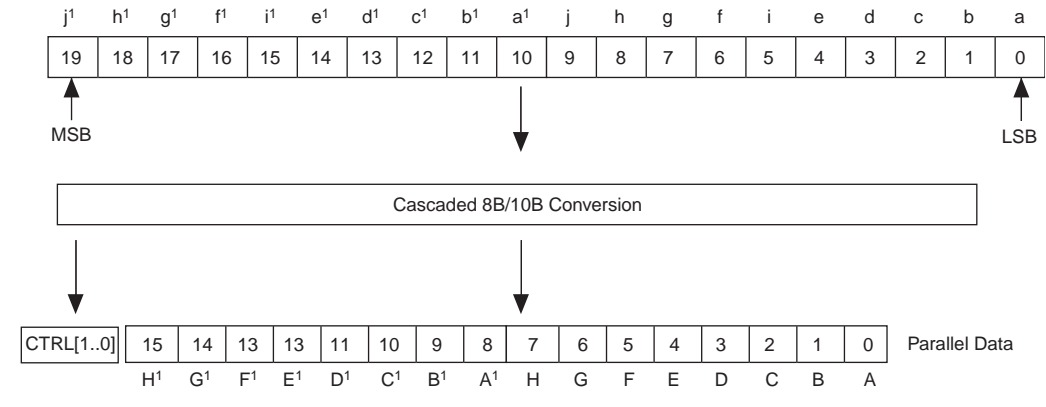 j¹ h¹ g¹ f¹ i¹ e¹ d¹ c¹ b¹ a¹ j h g f i e d c b a
19 18 17 16 15 14 13 12 11 10 9 8 7 6 5 4 3 2 1 0
MSB LSB
Cascaded 8B/10B Conversion
CTRL[1..0] 15 14 13 13 11 10 9 8 7 6 5 4 3 2 1 0 Parallel Data
H¹ G¹ F¹ E¹ D¹ C¹ B¹ A¹ H G F E D C B A